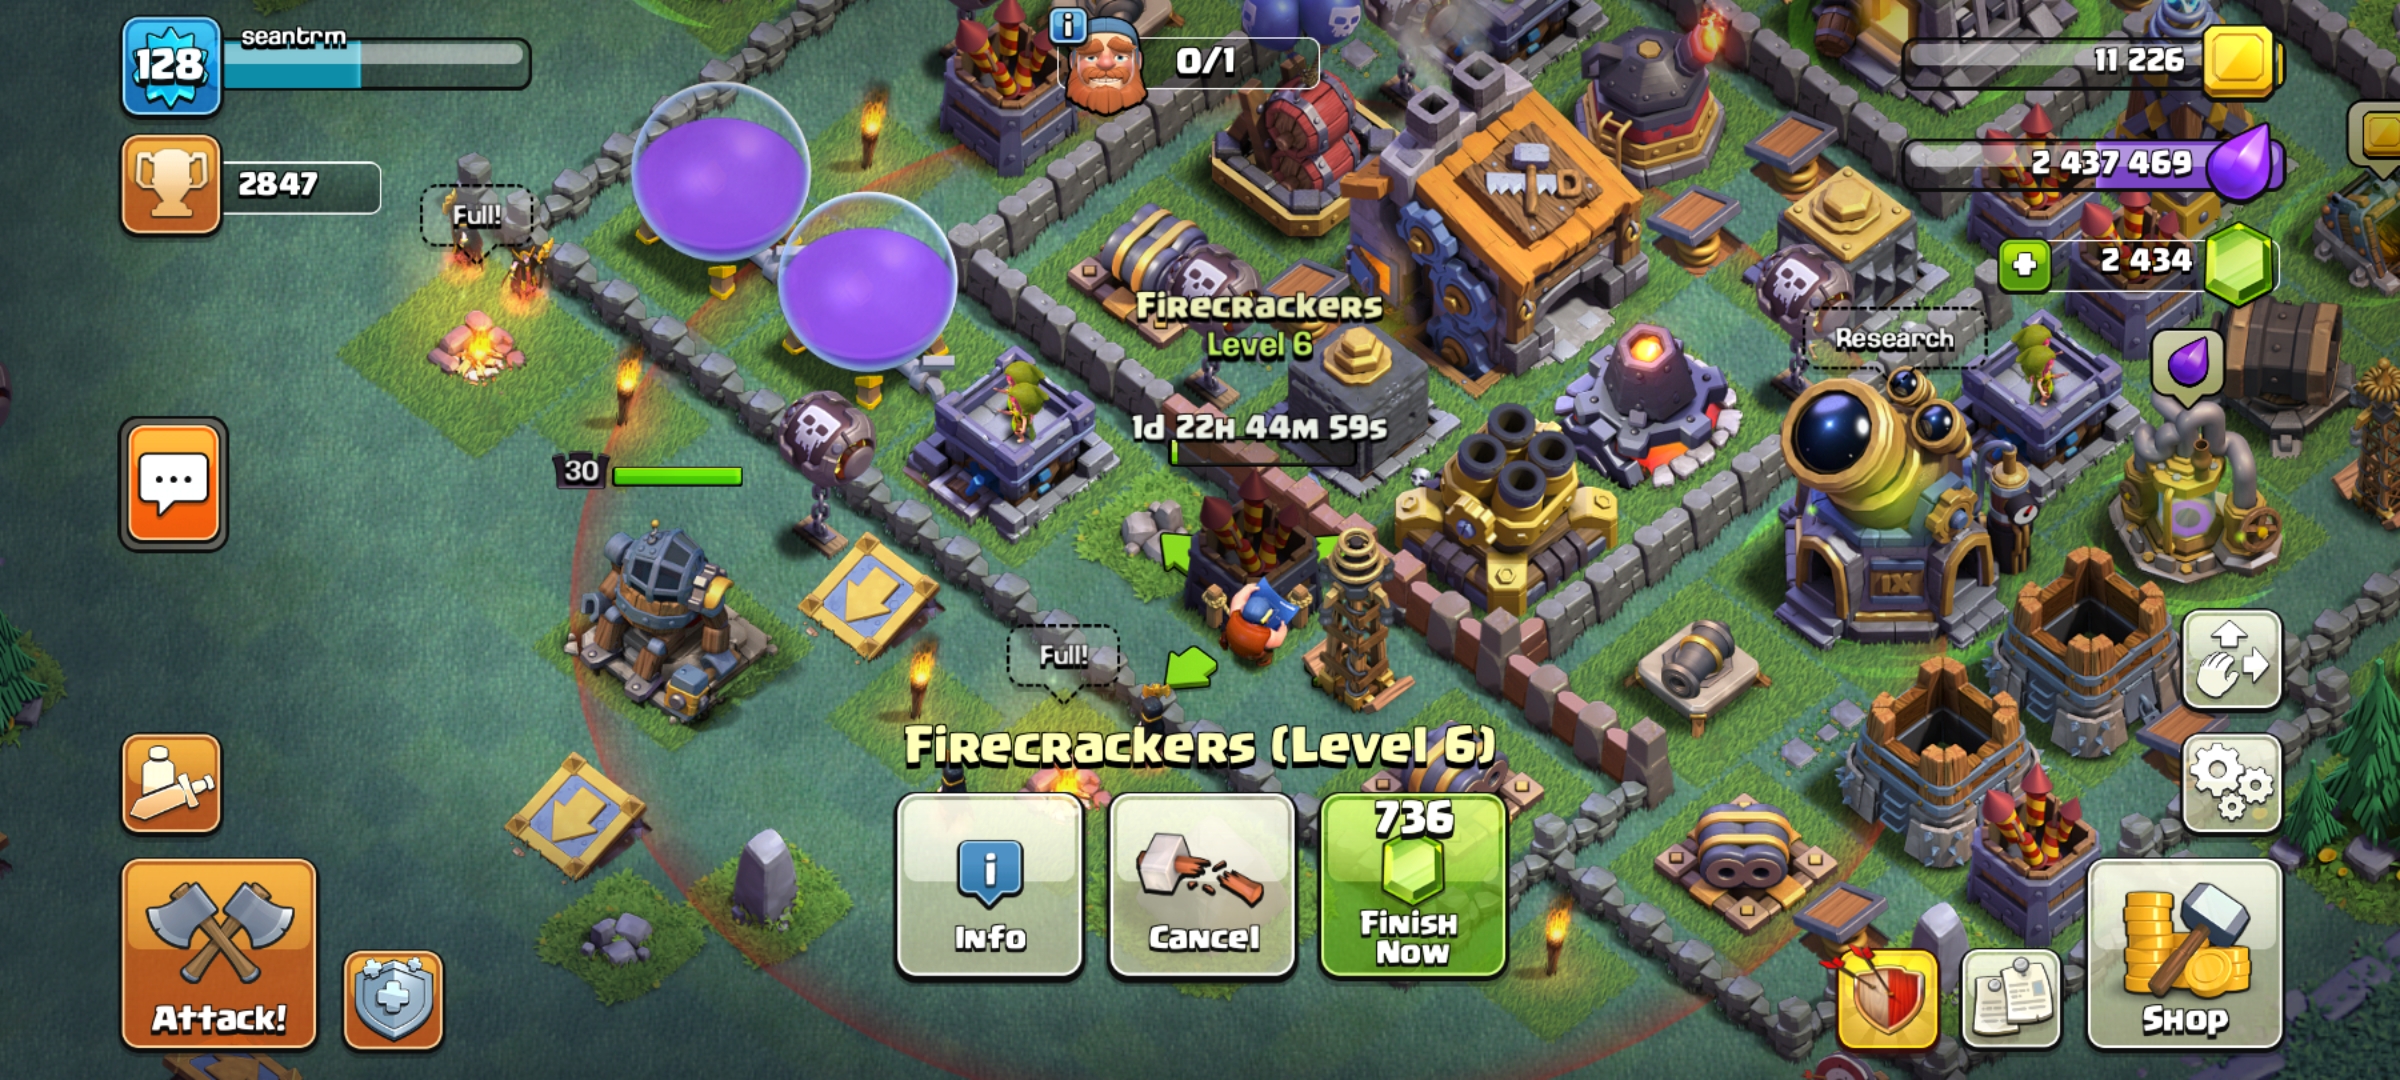 128
seantrm
0/1
11 226
2847
2 437 469
Full!
2 434
Firecrackers
Level 6
Research
1d 22h 44m 59s
30
IX
Full!
Firecrackers (Level 6)
Info
Cancel
736
Finish
Now
Attack!
Shop